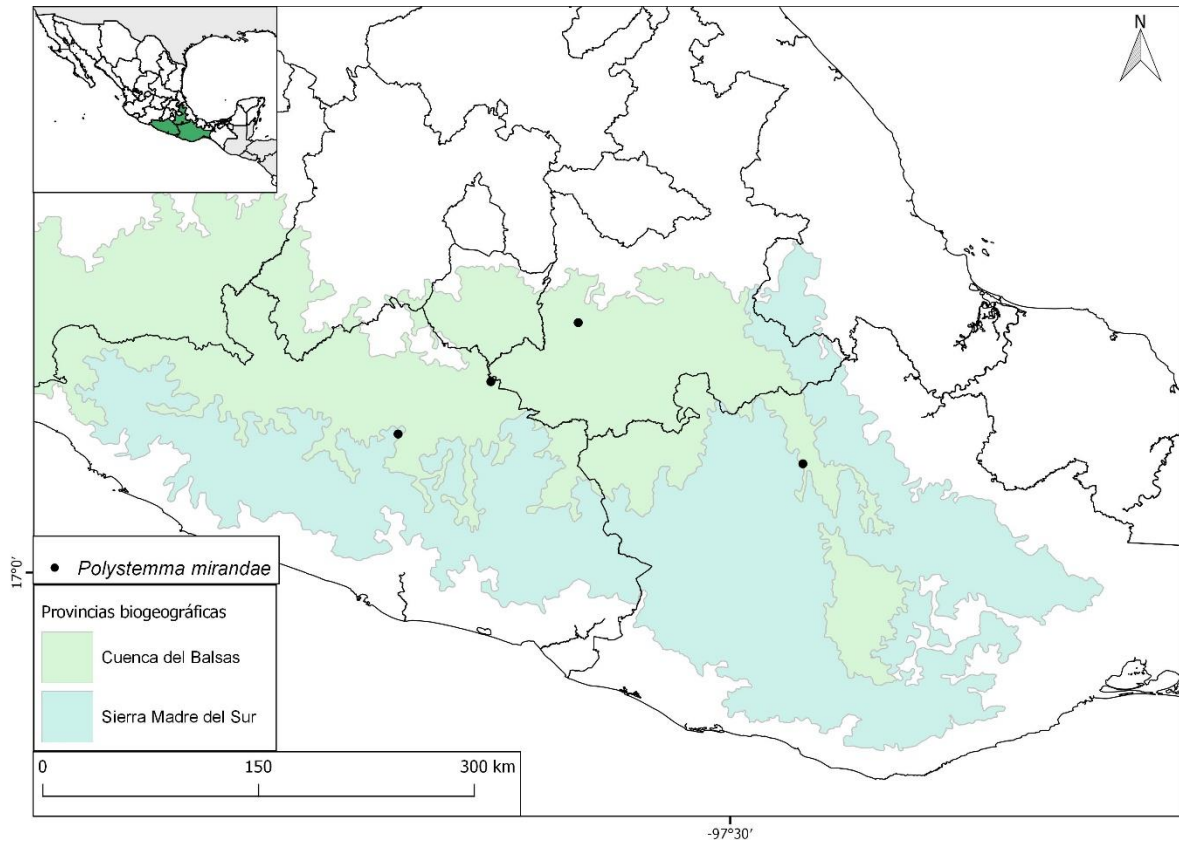 N
17°0'
Polystemma mirandae
Provincias biogeográficas
Cuenca del Balsas
Sierra Madre del Sur
0 150 300 km
-97°30'